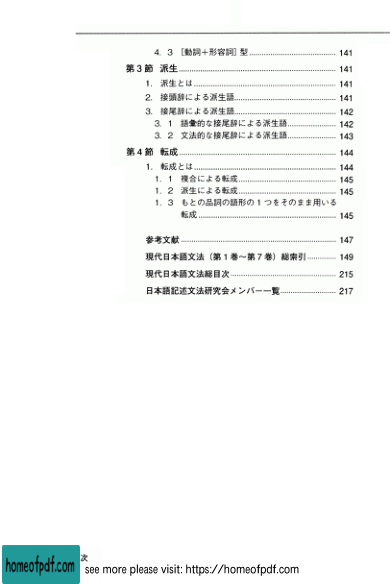 4. 3 [動詞+形容詞]型 141
第3節 派生 141
1. 派生とは 141
2. 接頭辞による派生語 141
3. 接尾辞による派生語 142
3. 1 語彙的な接尾辞による派生語 142
3. 2 文法的な接尾辞による派生語 143
第4節 転成 144
1. 転成とは 144
1. 1 複合による転成 145
1. 2 派生による転成 145
1. 3 もとの品詞の語形の1つをそのまま用いる
転成 145
参考文献 147
現代日本語文法(第1巻~第7巻)総索引 149
現代日本語文法総目次 215
日本語記述文法研究会メンバー一覧 217
次
homeofpdf.com
see more please visit: https://homeofpdf.com